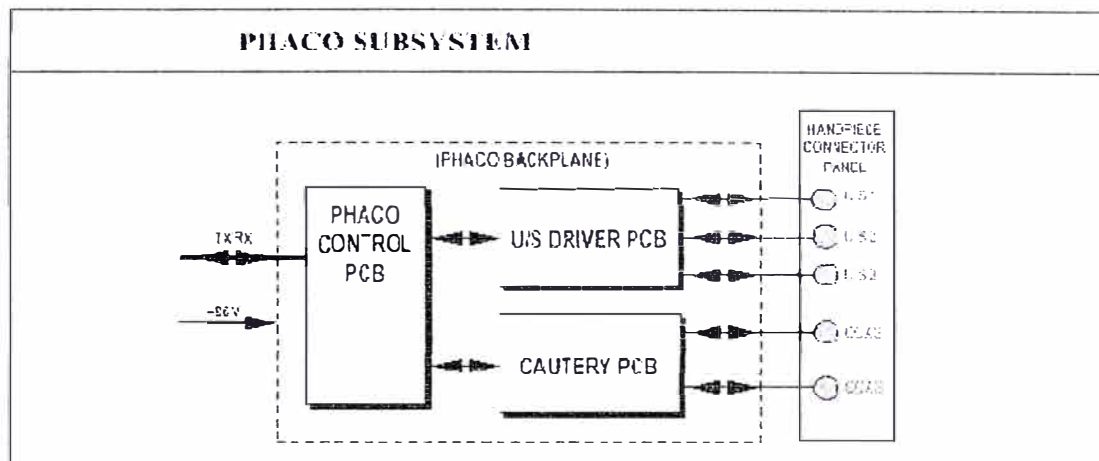 PHACO SUBSYSTEM
HANDPIECE
CONNECTOR
PANEL
(PHACO BACKPLANE)
PHACO
CONTROL
PCB
U/S DRIVER PCB
CAUTERY PCB
TXRX